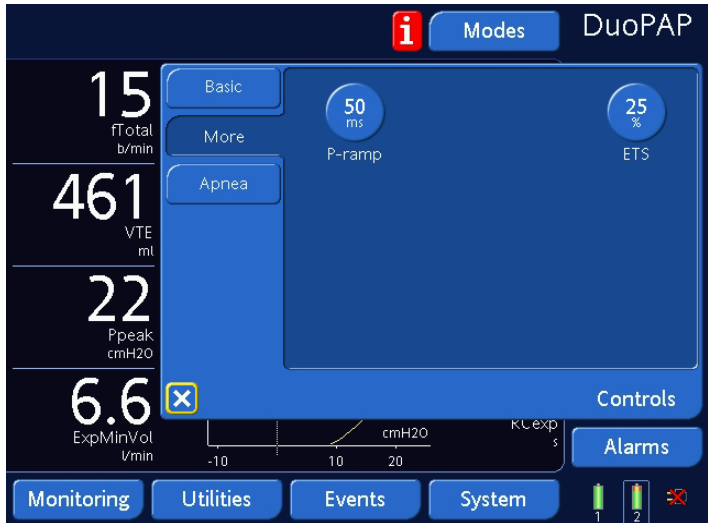 i
Modes
DuoPAP
15
fTotal
b/min
461
VTE
ml
22
Ppeak
cmH2O
6.6
ExpMinVol
l/min
Basic
More
Apnea
50
ms
P-ramp
25
%
ETS
Controls
RCexp
s
cmH2O
-10 10 20
Alarms
Monitoring Utilities Events System
1 2